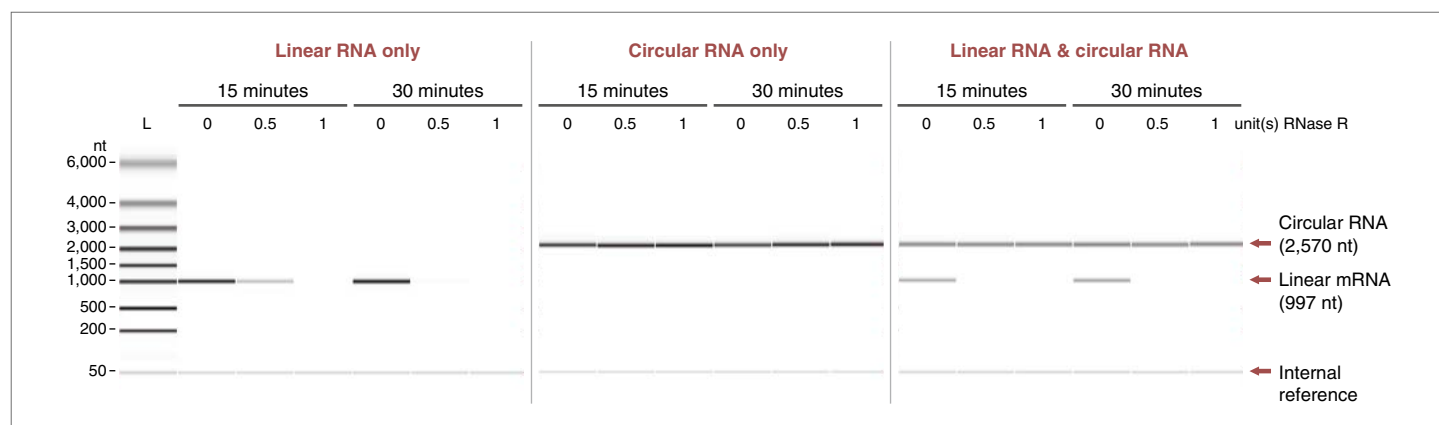 Linear RNA only Circular RNA only Linear RNA & circular RNA
15 minutes 30 minutes 15 minutes 30 minutes 15 minutes 30 minutes
L 0 0.5 1 0 0.5 1 0 0.5 1 0 0.5 1 0 0.5 1 0 0.5 1 unit(s) RNase R
nt
6,000
4,000
3,000
2,000
1,500
1,000
500
200
50
Circular RNA
(2,570 nt)
Linear mRNA
(997 nt)
Internal
reference